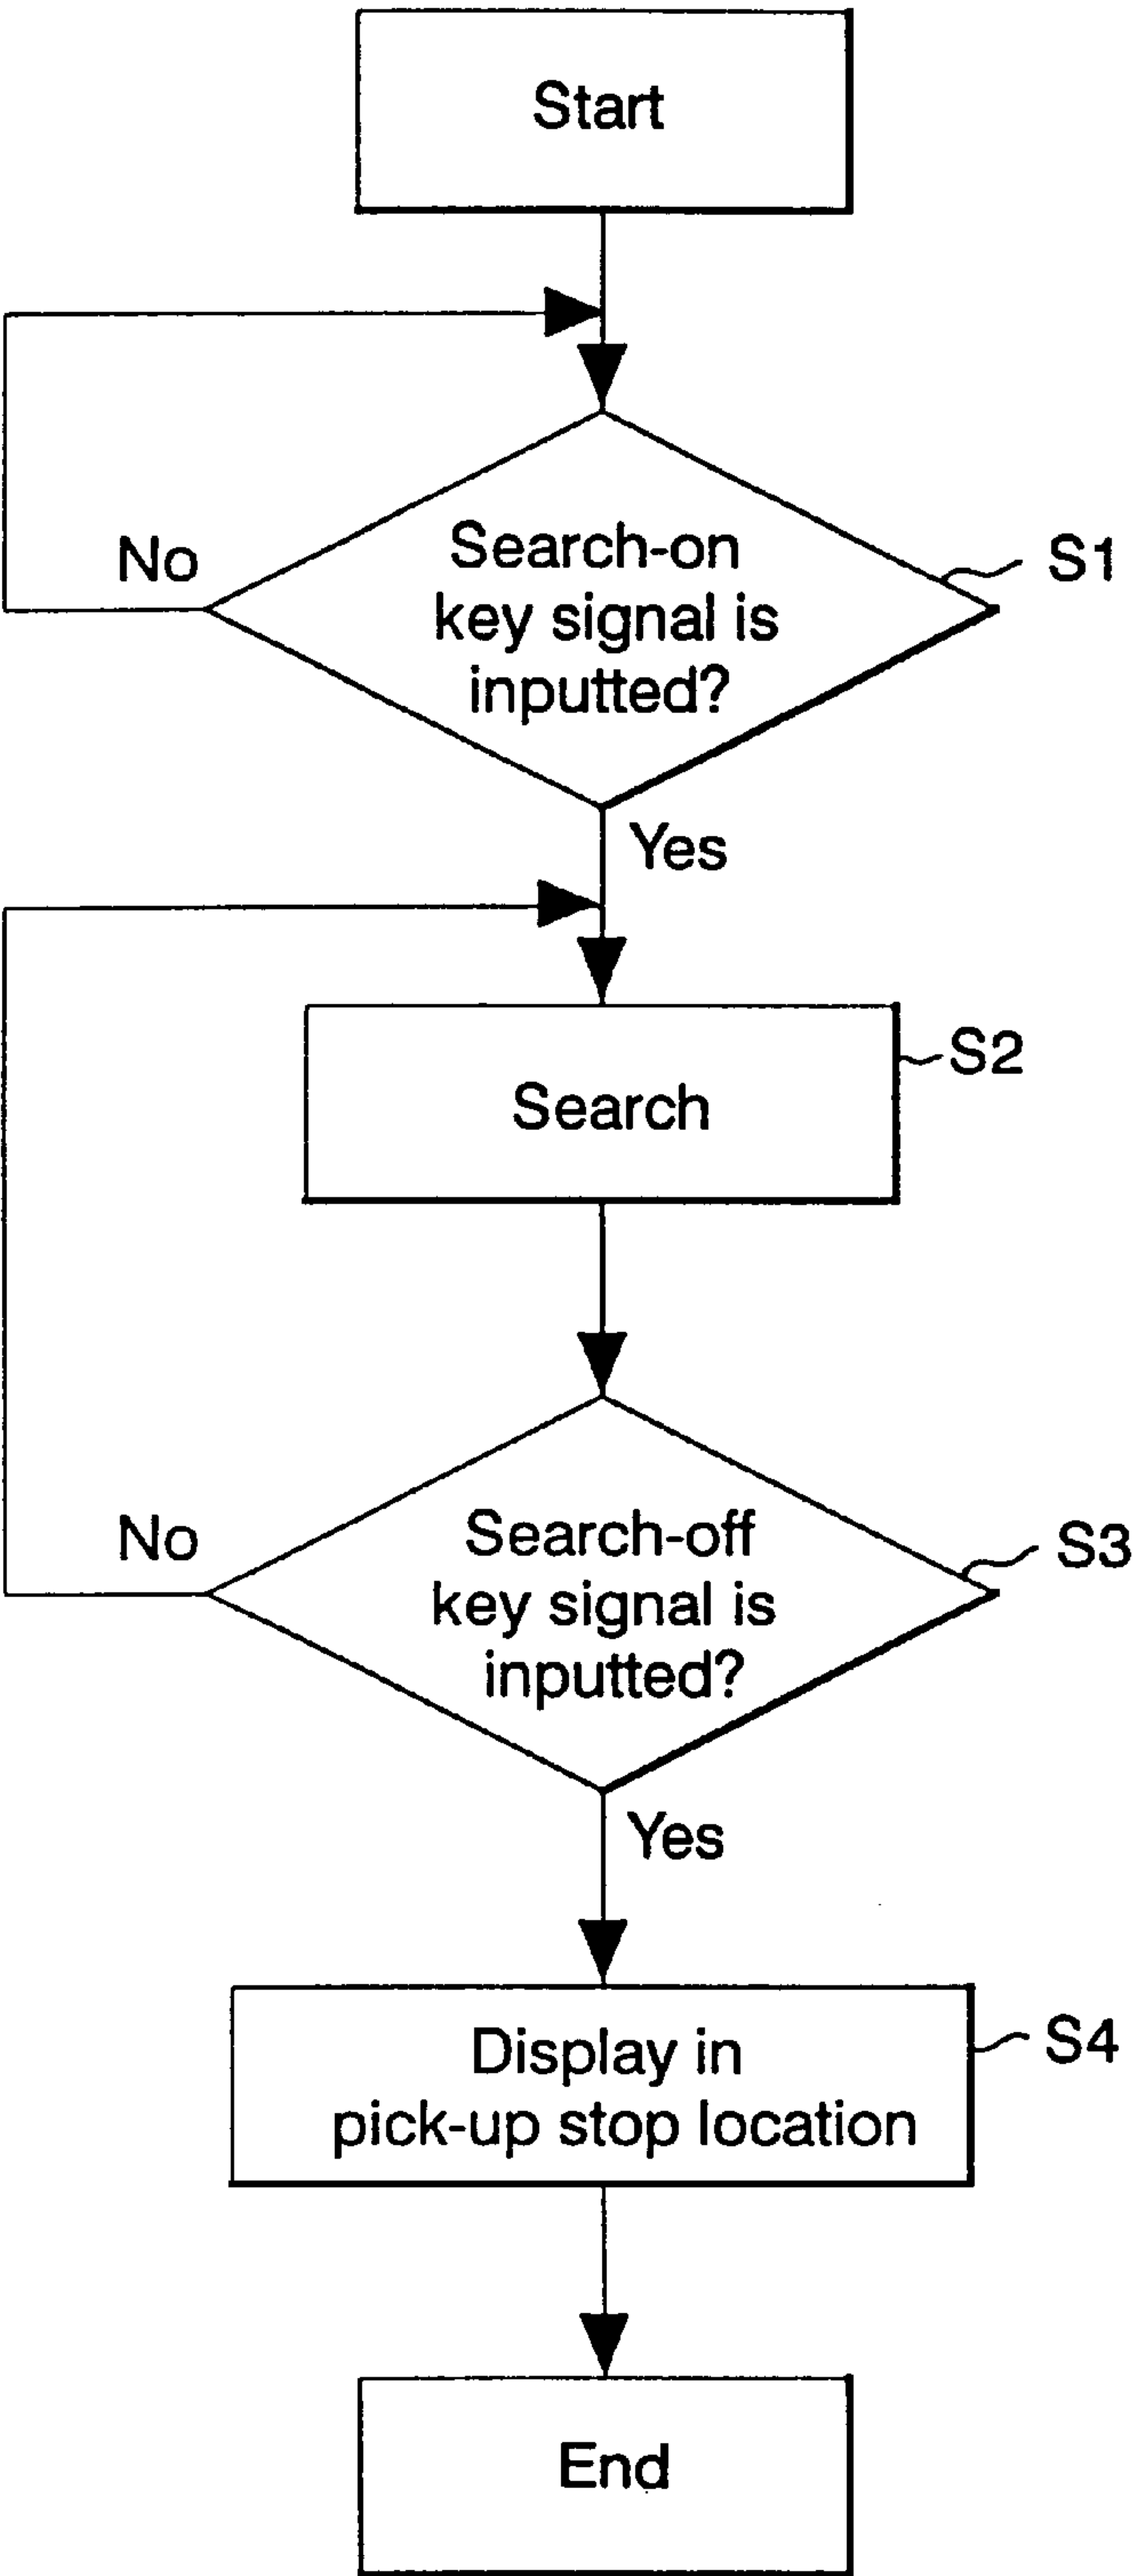 Start
No
Search-on
key signal is
inputted?
S1
Yes
Search
S2
No
Search-off
key signal is
inputted?
S3
Yes
Display in
pick-up stop location
S4
End